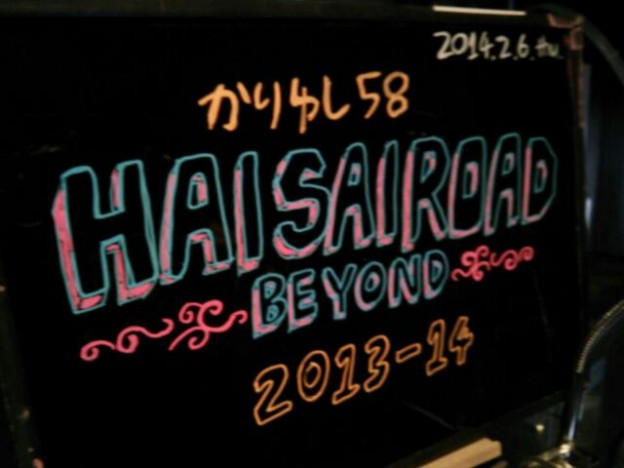 2014.2.6.thu
かりゆし58
HAISAIROAD
BEYOND
2013-14